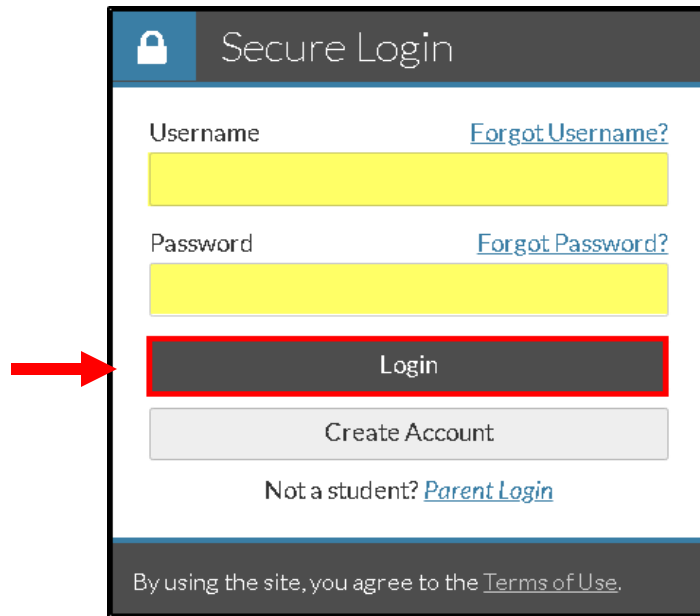 Secure Login
Username Forgot Username?
Password Forgot Password?
Login
Create Account
Not a student? Parent Login
By using the site, you agree to the Terms of Use.